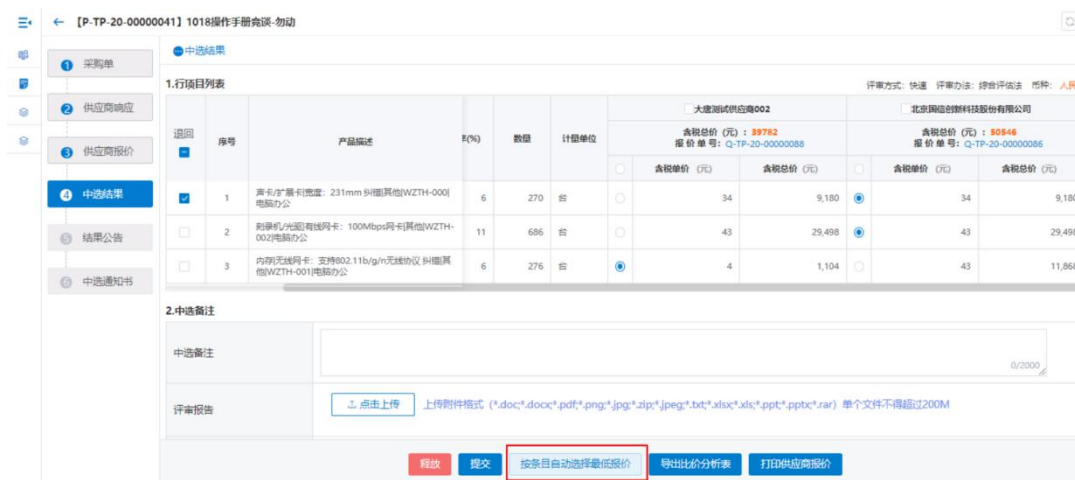 【P-TP-20-00000041】1018操作手册竞谈-勿动
中选结果
1 采购单
2 供应商响应
3 供应商报价
4 中选结果
5 结果公告
6 中选通知书
1.行项目列表
评审方式：快速 评审办法：综合评估法 币种：人民
退回 序号 产品描述 率(%) 数量 计量单位
大唐测试供应商002
含税总价（元）：39782
报价单号：Q-TP-20-00000088
北京国信创新科技股份有限公司
含税总价（元）：50546
报价单号：Q-TP-20-00000086
含税单价（元） 含税总价（元） 含税单价（元） 含税总价（元）
1 声卡/扩展卡|宽度：231mm 纠错|其他|WZTH-000| 6 270 台 34 9,180 34 9,180
电脑办公
2 刻录机/光驱|有线网卡：100Mbps网卡|其他|WZTH- 11 686 台 43 29,498 43 29,498
002|电脑办公
3 内存|无线网卡：支持802.11b/g/n无线协议 纠错|其 6 276 台 4 1,104 43 11,868
他|WZTH-001|电脑办公
2.中选备注
中选备注
0/2000
评审报告
点击上传 上传附件格式（*.doc;*.docx;*.pdf;*.png;*.jpg;*.zip;*.jpeg;*.txt;*.xlsx;*.xls;*.ppt;*.pptx;*.rar）单个文件不得超过200M
释放 提交 按条目自动选择最低报价 导出比价分析表 打印供应商报价